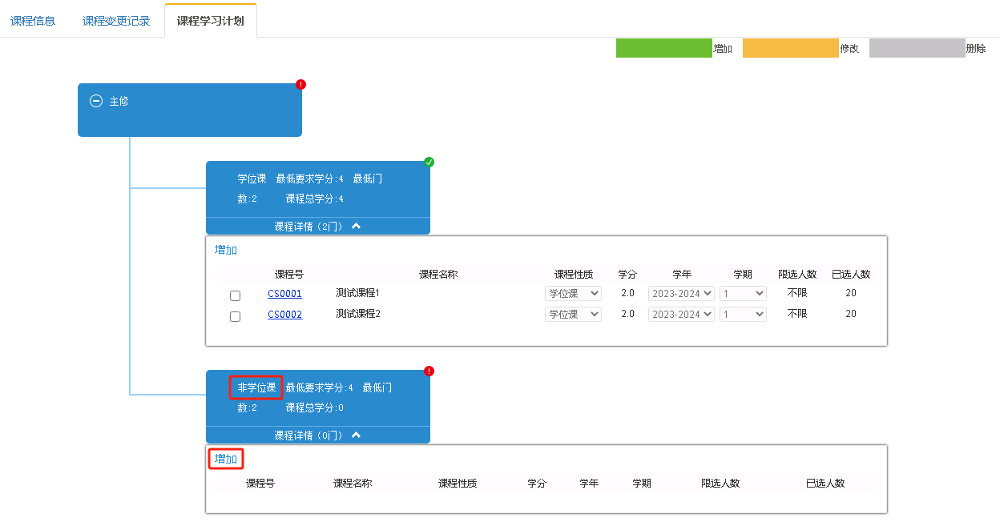 课程信息 课程变更记录 课程学习计划
增加 修改 删除
主修
学位课 最低要求学分:4 最低门
数:2 课程总学分:4
课程详情（2门）
增加
课程号 课程名称 课程性质 学分 学年 学期 限选人数 已选人数
CS0001 测试课程1 学位课 2.0 2023-2024 1 不限 20
CS0002 测试课程2 学位课 2.0 2023-2024 1 不限 20
非学位课 最低要求学分:4 最低门
数:2 课程总学分:0
课程详情（0门）
增加
课程号 课程名称 课程性质 学分 学年 学期 限选人数 已选人数